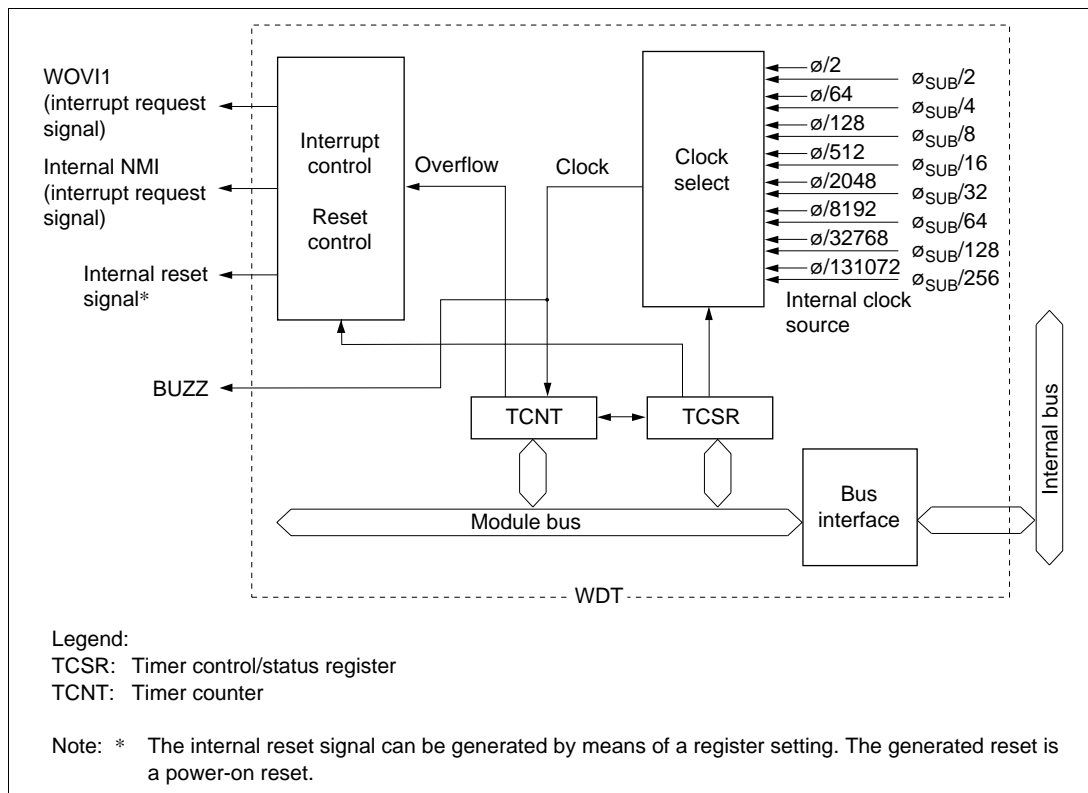 WOVI1
(interrupt request
signal)
Internal NMI
(interrupt request
signal)
Internal reset
signal*
BUZZ
Interrupt
control
Reset
control
Overflow
Clock
Clock
select
ø/2
ø/64
ø/128
ø/512
ø/2048
ø/8192
ø/32768
ø/131072
Internal clock
source
øSUB/2
øSUB/4
øSUB/8
øSUB/16
øSUB/32
øSUB/64
øSUB/128
øSUB/256
TCNT
TCSR
Module bus
Bus
interface
Internal bus
WDT
Legend:
TCSR: Timer control/status register
TCNT: Timer counter
Note: * The internal reset signal can be generated by means of a register setting. The generated reset is
a power-on reset.